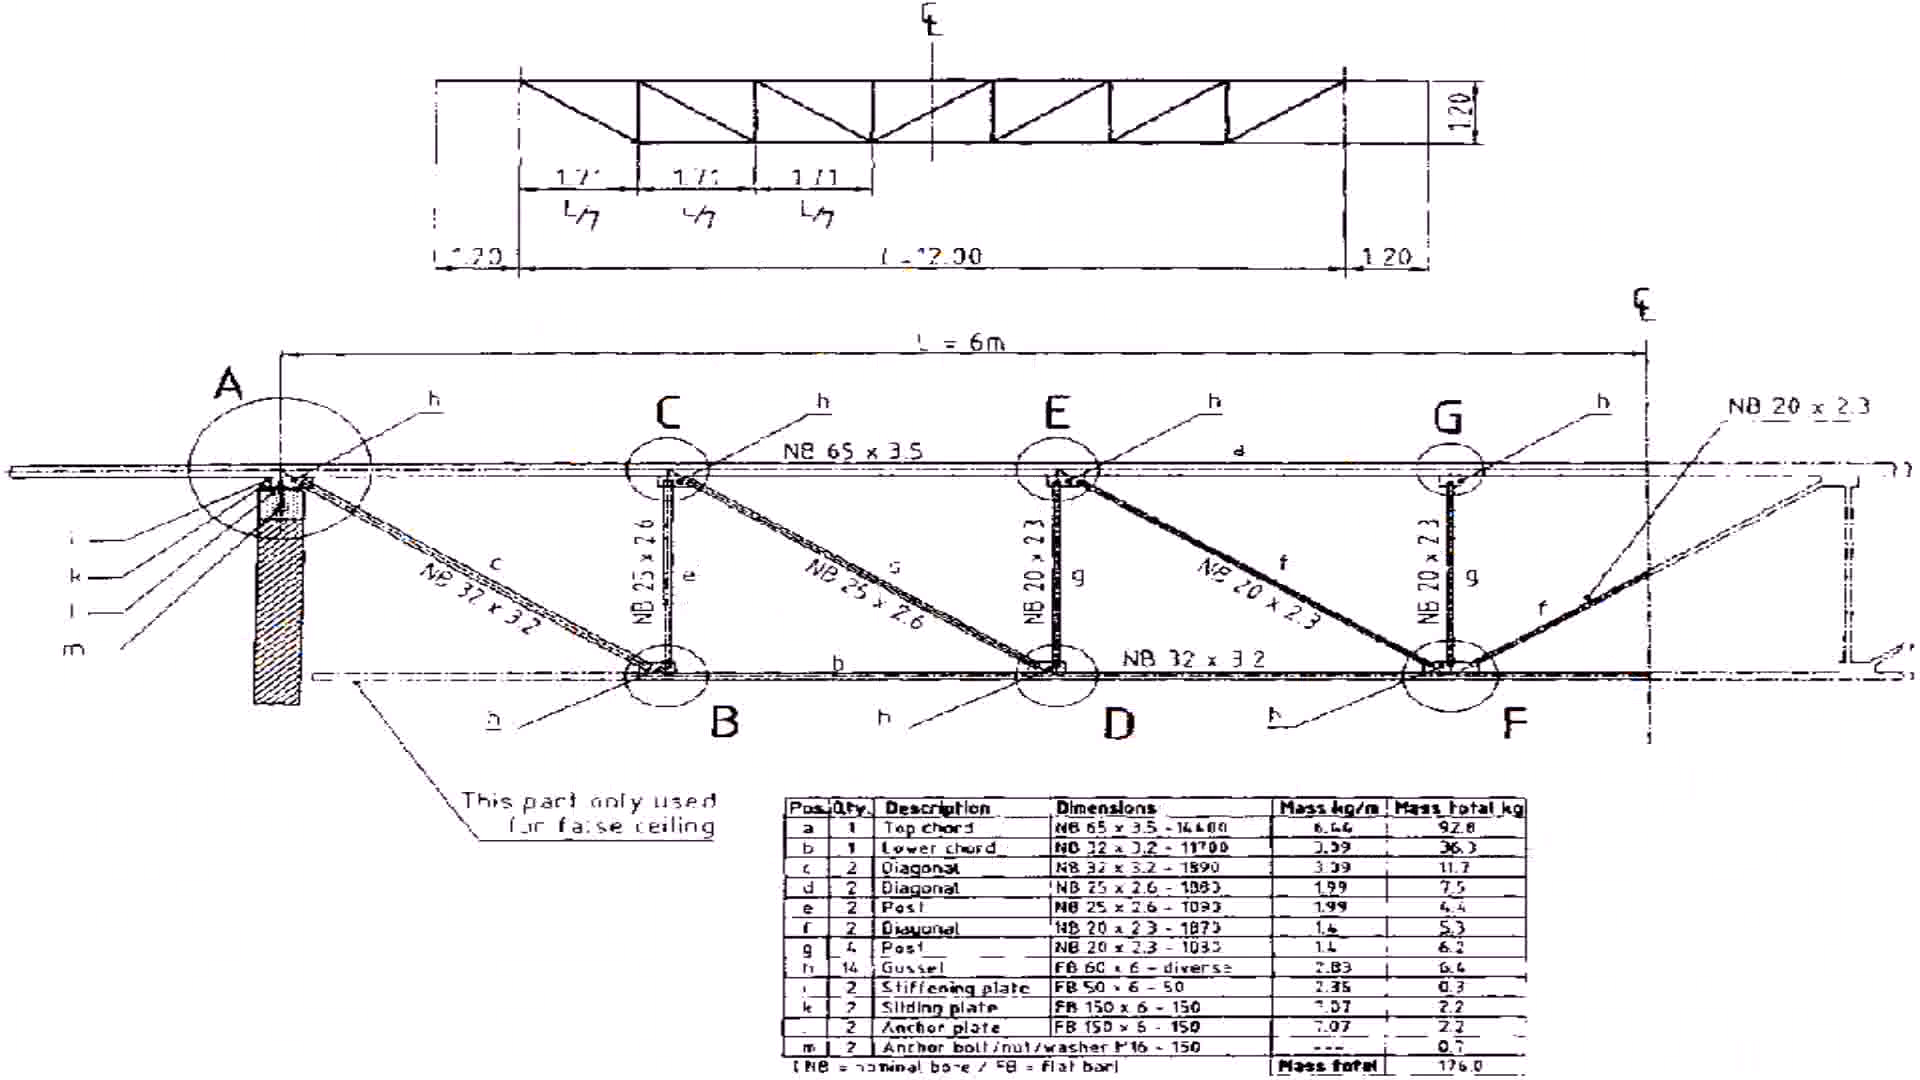 ℄
1.20
1.71 1.71 1.71
L/7 L/7 L/7
1.20 L=12.00 1.20
℄
L = 6m
A h C h E h G h NB 20 x 2.3
NB 65 x 3.5
NB 25 x 2.6 e
NB 20 x 2.3 g
NB 20 x 2.3 g
c
NB 32 x 3.2
NB 25 x 2.6
f
NB 20 x 2.3
f
k
l
m
b
NB 32 x 3.2
h B h D h F
This part only used
for false ceiling
Pos. Qty. Description Dimensions Mass kg/m Mass total kg
a 1 Top chord NB 65 x 3.5 - 14400 6.44 92.8
b 1 Lower chord NB 32 x 3.2 - 11700 3.09 36.3
c 2 Diagonal NB 32 x 3.2 - 1890 3.09 11.7
d 2 Diagonal NB 25 x 2.6 - 1880 1.99 7.5
e 2 Post NB 25 x 2.6 - 1090 1.99 4.4
f 2 Diagonal NB 20 x 2.3 - 1870 1.4 5.3
g 4 Post NB 20 x 2.3 - 1080 1.4 6.2
h 14 Gusset FB 60 x 6 - diverse 2.83 6.4
i 2 Stiffening plate FB 50 x 6 - 50 2.36 0.3
k 2 Sliding plate FB 150 x 6 - 150 7.07 2.2
2 Anchor plate FB 150 x 6 - 150 7.07 2.2
m 2 Anchor bolt/nut/washer M16 - 150 --- 0.7
(NB = nominal bore / FB = flat bar) Mass total 176.0